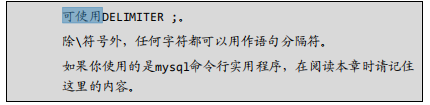 可使用DELIMITER ;。
除\符号外，任何字符都可以用作语句分隔符。
如果你使用的是mysql命令行实用程序，在阅读本章时请记住
这里的内容。